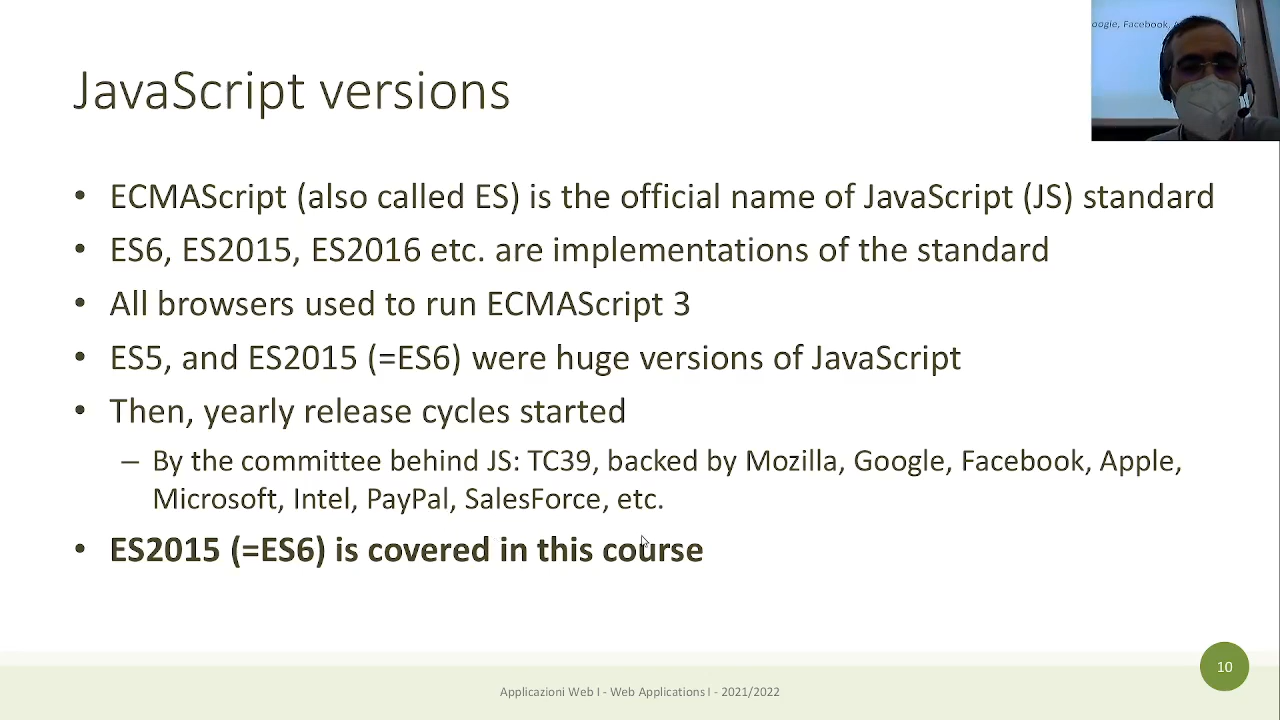 oogle, Facebook,
JavaScript versions
• ECMAScript (also called ES) is the official name of JavaScript (JS) standard
• ES6, ES2015, ES2016 etc. are implementations of the standard
• All browsers used to run ECMAScript 3
• ES5, and ES2015 (=ES6) were huge versions of JavaScript
• Then, yearly release cycles started
– By the committee behind JS: TC39, backed by Mozilla, Google, Facebook, Apple,
Microsoft, Intel, PayPal, SalesForce, etc.
• ES2015 (=ES6) is covered in this course
10
Applicazioni Web I - Web Applications I - 2021/2022